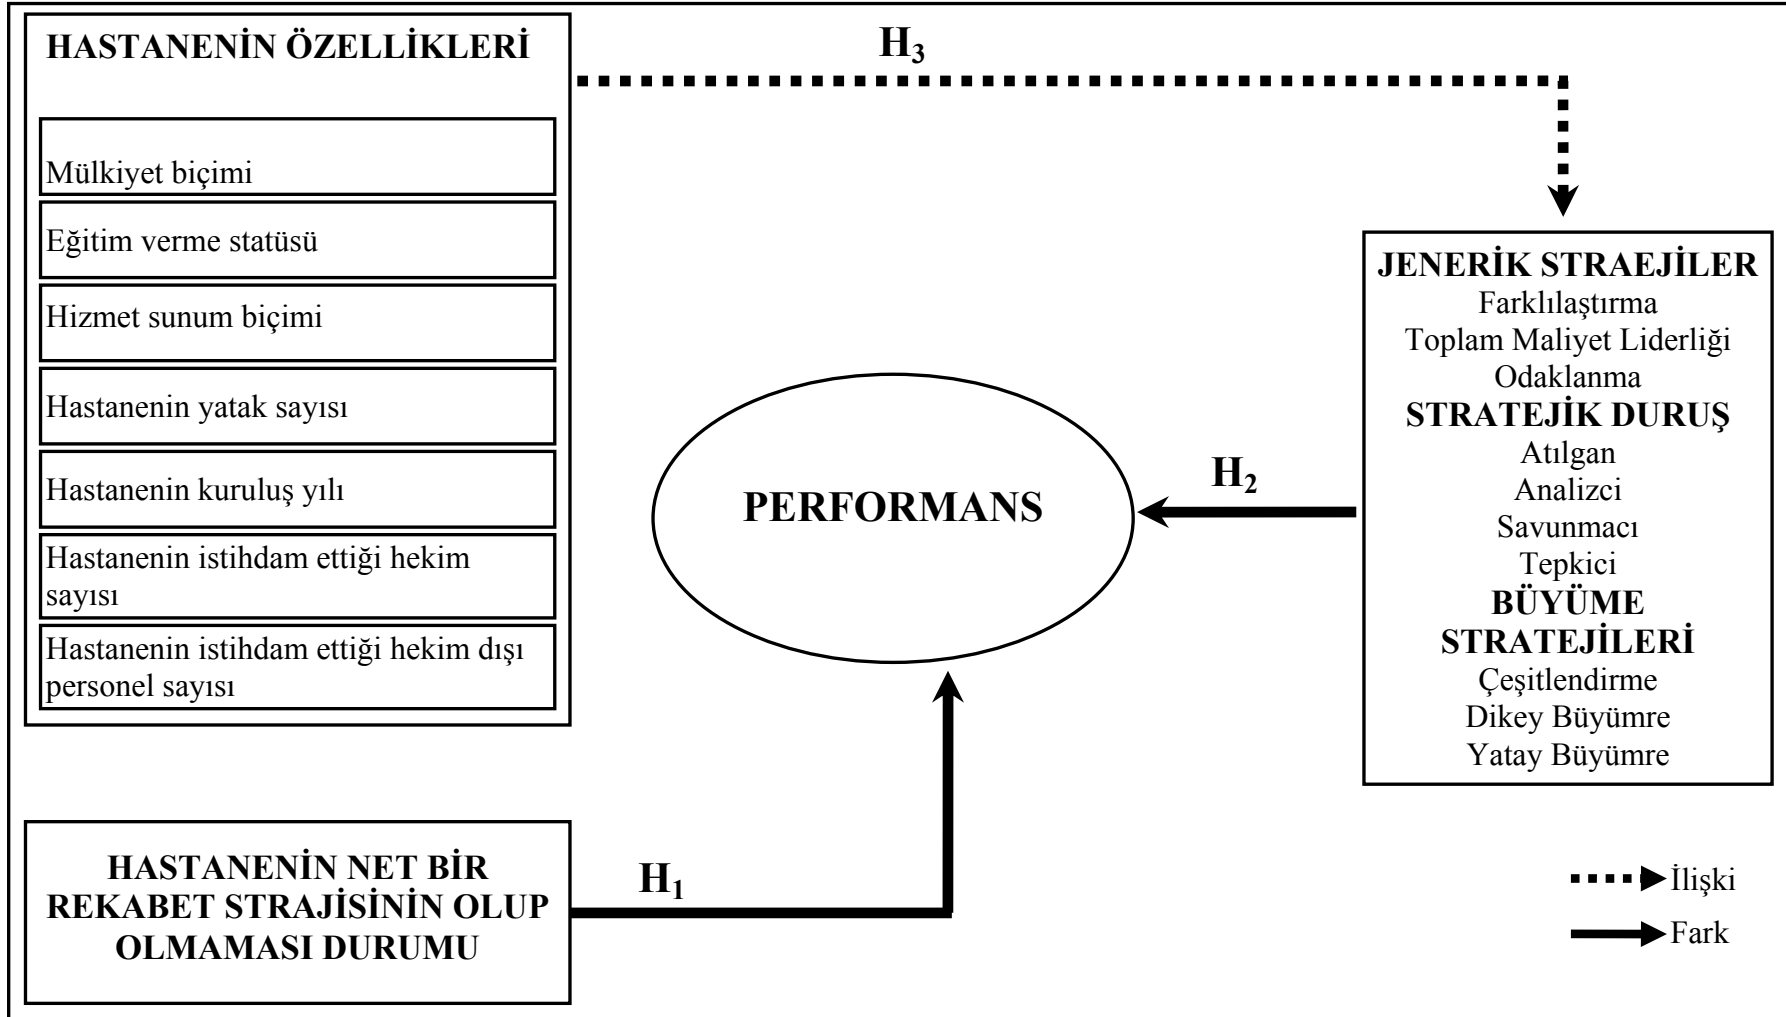 HASTANENİN ÖZELLİKLERİ
Mülkiyet biçimi
Eğitim verme statüsü
Hizmet sunum biçimi
Hastanenin yatak sayısı
Hastanenin kuruluş yılı
Hastanenin istihdam ettiği hekim
sayısı
Hastanenin istihdam ettiği hekim dışı
personel sayısı
H3
JENERİK STRAEJİLER
Farklılaştırma
Toplam Maliyet Liderliği
Odaklanma
STRATEJİK DURUŞ
Atılgan
Analizci
Savunmacı
Tepkici
BÜYÜME
STRATEJİLERİ
Çeşitlendirme
Dikey Büyümre
Yatay Büyümre
H2
PERFORMANS
HASTANENİN NET BİR
REKABET STRAJİSİNİN OLUP
OLMAMASI DURUMU
H1
İlişki
Fark